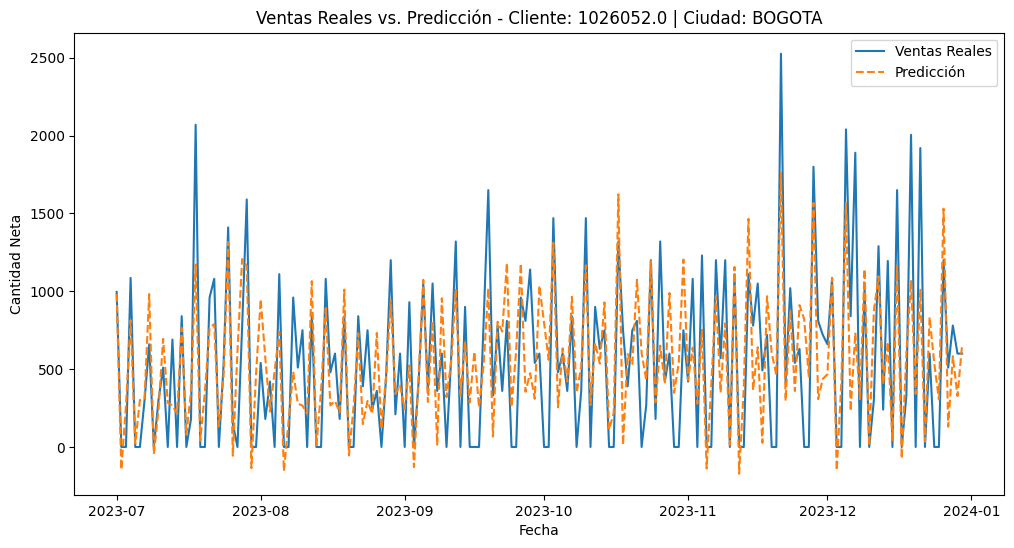 Ventas Reales vs. Predicción - Cliente: 1026052.0 | Ciudad: BOGOTA
Ventas Reales
Predicción
Cantidad Neta
2500
2000
1500
1000
500
0
2023-07
2023-08
2023-09
2023-10
2023-11
2023-12
2024-01
Fecha